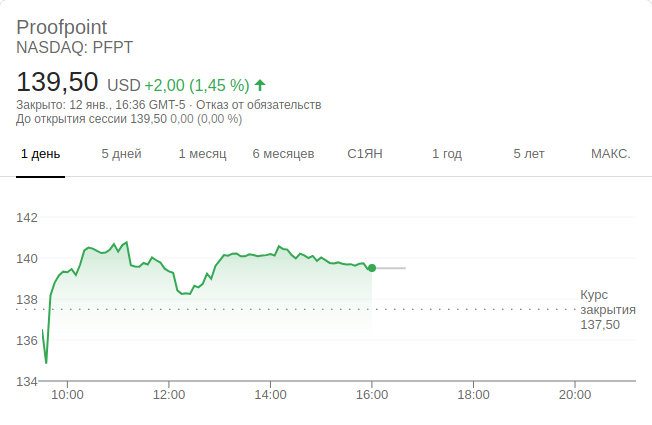 Proofpoint
NASDAQ: PFPT
139,50 USD +2,00 (1,45 %)
Закрыто: 12 янв., 16:36 GMT-5 · Отказ от обязательств
До открытия сессии 139,50 0,00 (0,00 %)
1 день 5 дней 1 месяц 6 месяцев С1ЯН 1 год 5 лет МАКС.
142
140
138
136
134
Курс
закрытия
137,50
10:00 12:00 14:00 16:00 18:00 20:00